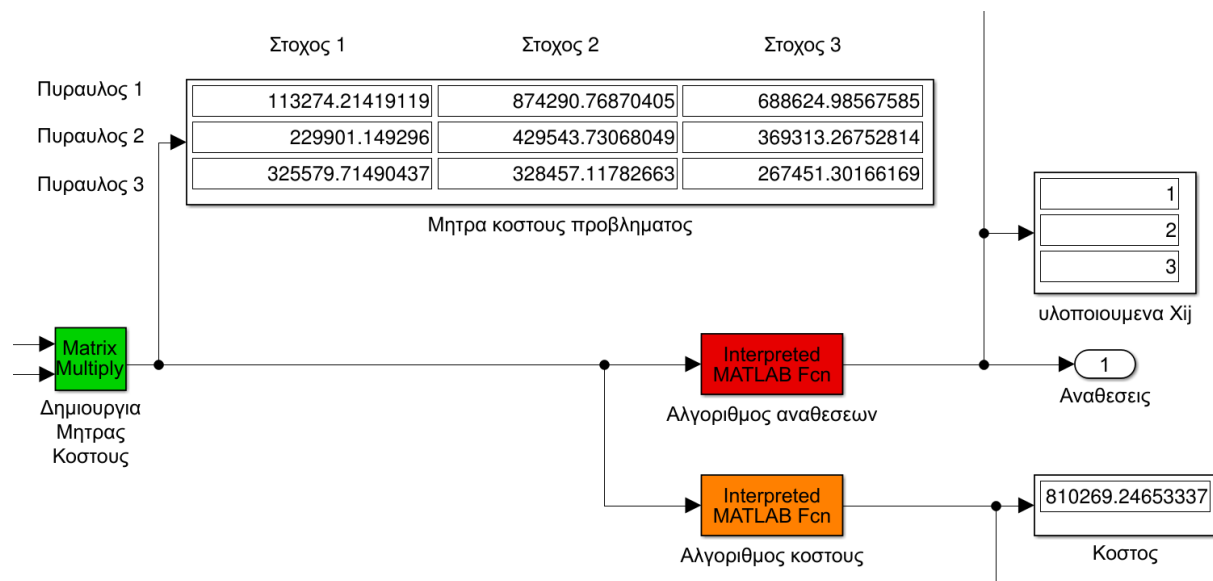 Στοχος 1 Στοχος 2 Στοχος 3
Πυραυλος 1
113274.21419119 874290.76870405 688624.98567585
Πυραυλος 2
229901.149296 429543.73068049 369313.26752814
Πυραυλος 3
325579.71490437 328457.11782663 267451.30166169
Μητρα κοστους προβληματος
1
2
3
υλοποιουμενα Xij
Matrix
Multiply
Δημιουργια
Μητρας
Κοστους
Interpreted
MATLAB Fcn
Αλγοριθμος αναθεσεων
1
Αναθεσεις
Interpreted
MATLAB Fcn
Αλγοριθμος κοστους
810269.24653337
Κοστος